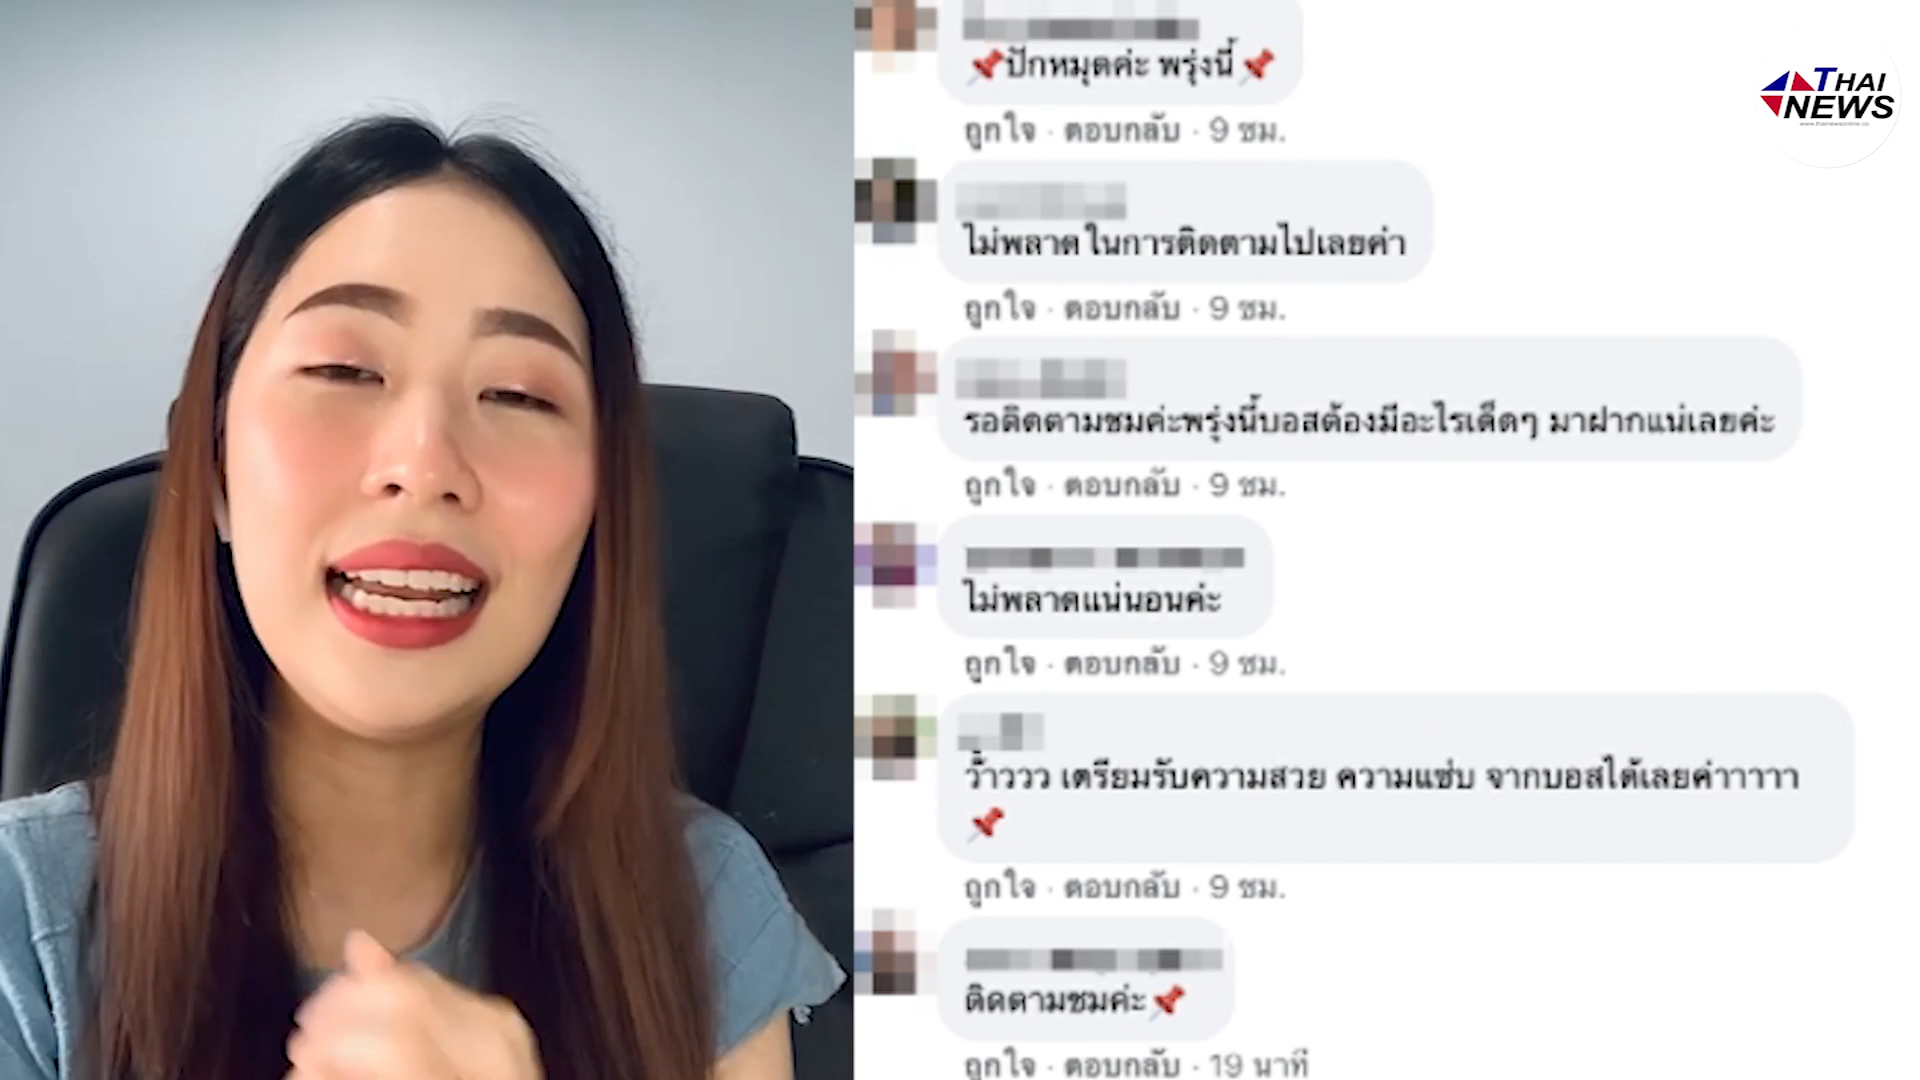 📌ปักหมุดค่ะ พรุ่งนี้📌
ถูกใจ · ตอบกลับ · 9 ชม.
THAI
NEWS
www.thainewsonline.co
ไม่พลาดในการติดตามไปเลยค่า
ถูกใจ · ตอบกลับ · 9 ชม.
รอติดตามชมค่ะพรุ่งนี้บอสต้องมีอะไรเด็ดๆ มาฝากแน่เลยค่ะ
ถูกใจ · ตอบกลับ · 9 ชม.
ไม่พลาดแน่นอนค่ะ
ถูกใจ · ตอบกลับ · 9 ชม.
ว้าววว เตรียมรับความสวย ความแซ่บ จากบอสได้เลยค่าาาาา
📌
ถูกใจ · ตอบกลับ · 9 ชม.
ติดตามชมค่ะ📌
ถูกใจ · ตอบกลับ · 19 นาที